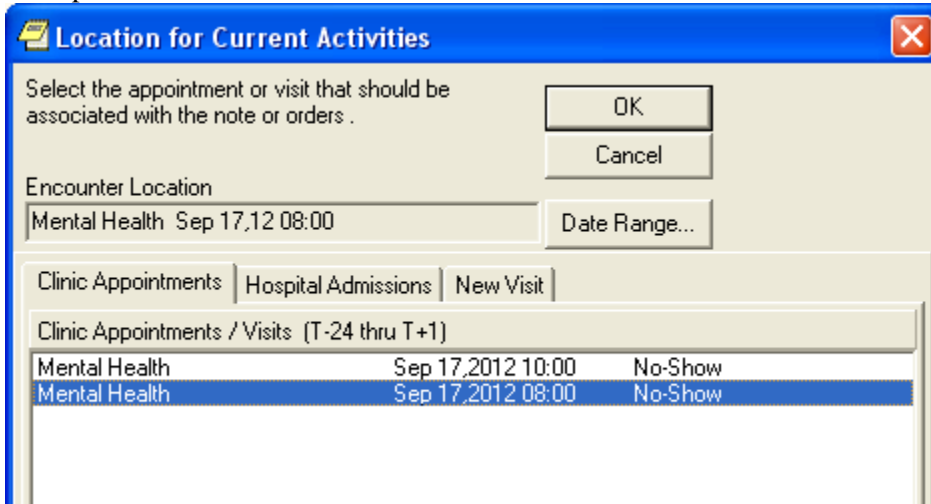 Location for Current Activities
Select the appointment or visit that should be
associated with the note or orders .
OK
Cancel
Encounter Location
Mental Health Sep 17,12 08:00
Date Range...
Clinic Appointments Hospital Admissions New Visit
Clinic Appointments / Visits (T-24 thru T+1)
Mental Health Sep 17,2012 10:00 No-Show
Mental Health Sep 17,2012 08:00 No-Show